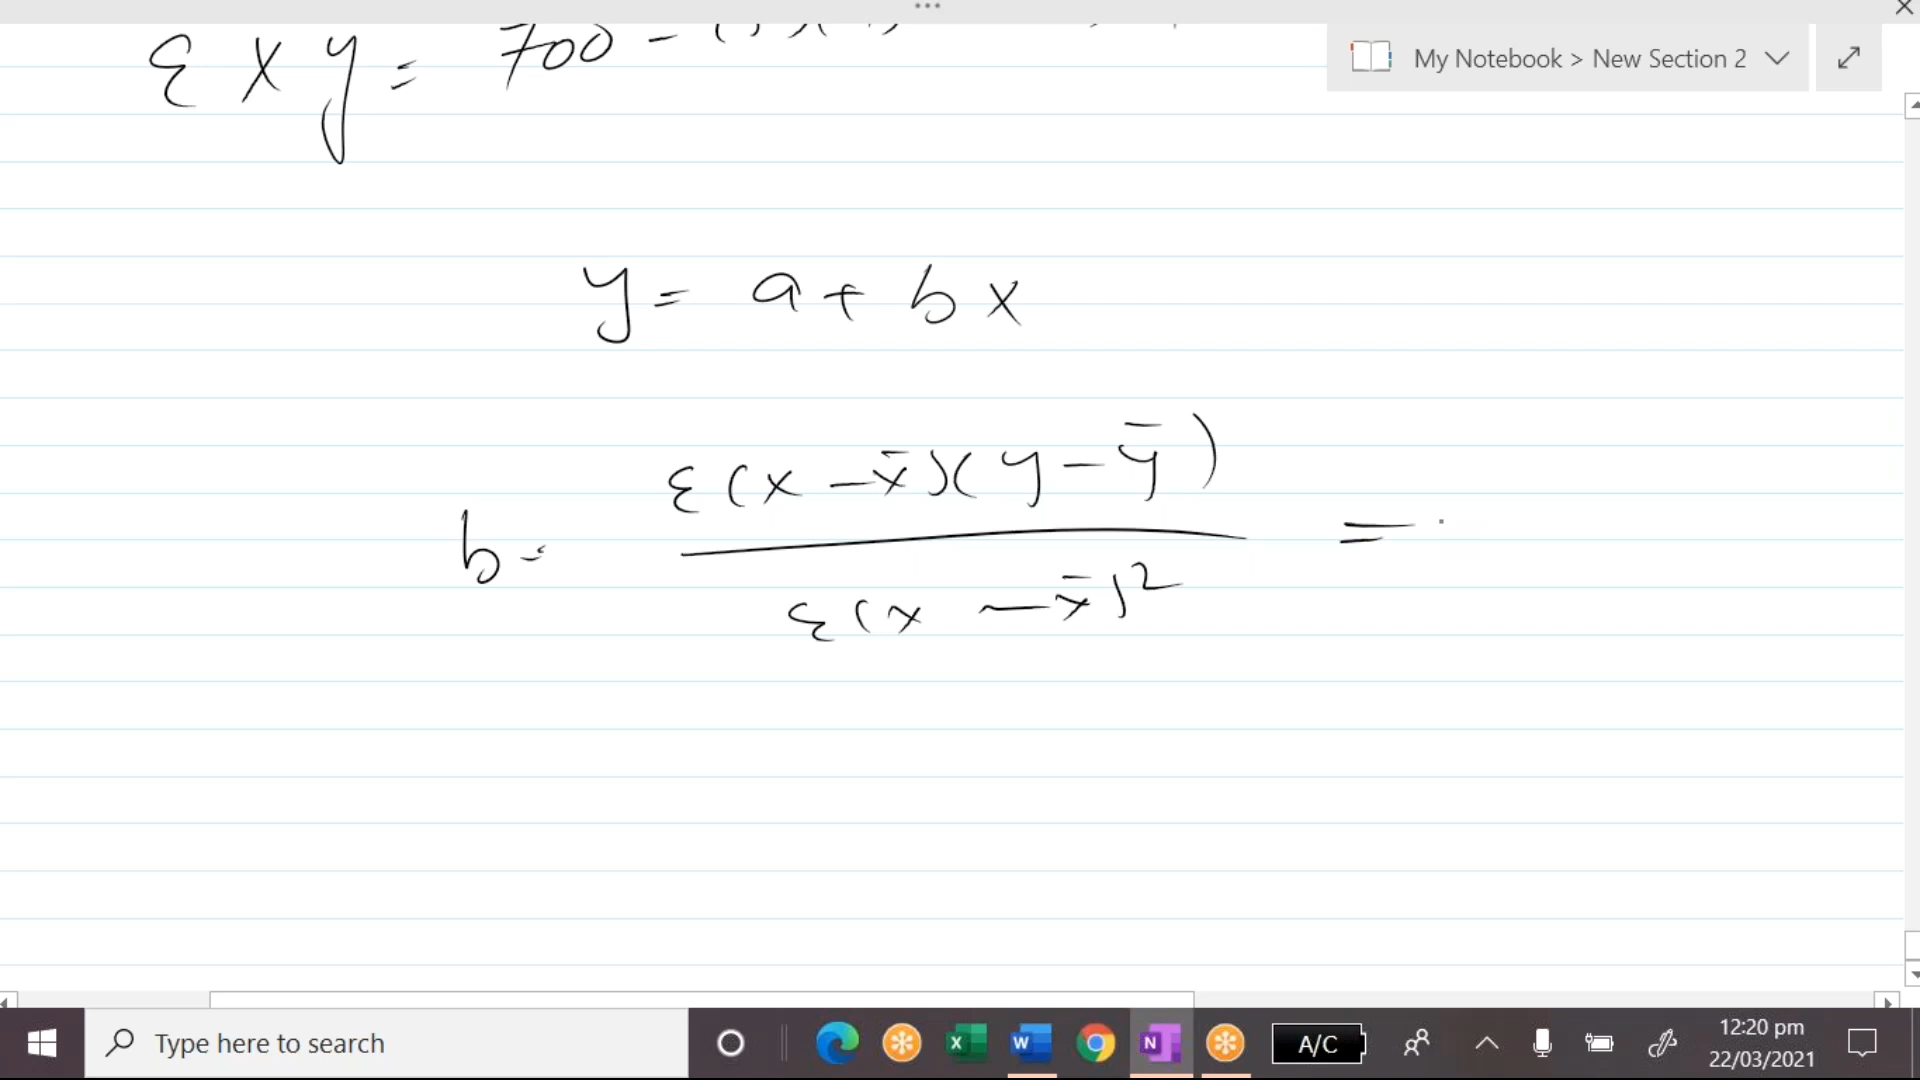 Σ x y = 700 -
My Notebook > New Section 2
y = a + b x
Σ(x - x̄)(y - ȳ)
b = =
Σ(x - x̄)²
Type here to search
A/C
12:20 pm
22/03/2021